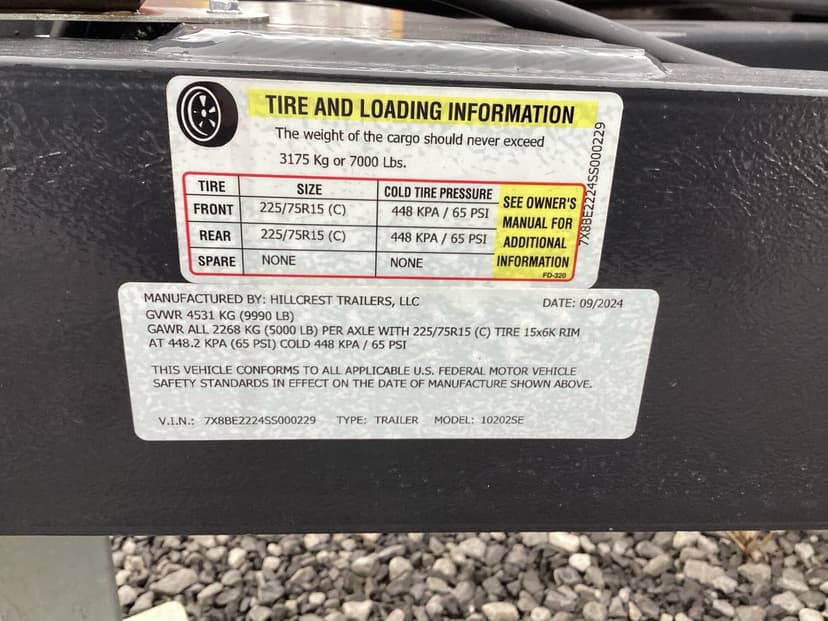 TIRE AND LOADING INFORMATION
The weight of the cargo should never exceed
3175 Kg or 7000 Lbs.
TIRE SIZE COLD TIRE PRESSURE
FRONT 225/75R15 (C) 448 KPA / 65 PSI
REAR 225/75R15 (C) 448 KPA / 65 PSI
SPARE NONE NONE
SEE OWNER'S
MANUAL FOR
ADDITIONAL
INFORMATION
FD-320
7X8BE2224SS000229
MANUFACTURED BY: HILLCREST TRAILERS, LLC DATE: 09/2024
GVWR 4531 KG (9990 LB)
GAWR ALL 2268 KG (5000 LB) PER AXLE WITH 225/75R15 (C) TIRE 15x6K RIM
AT 448.2 KPA (65 PSI) COLD 448 KPA / 65 PSI
THIS VEHICLE CONFORMS TO ALL APPLICABLE U.S. FEDERAL MOTOR VEHICLE
SAFETY STANDARDS IN EFFECT ON THE DATE OF MANUFACTURE SHOWN ABOVE.
V.I.N.: 7X8BE2224SS000229 TYPE: TRAILER MODEL: 10202SE